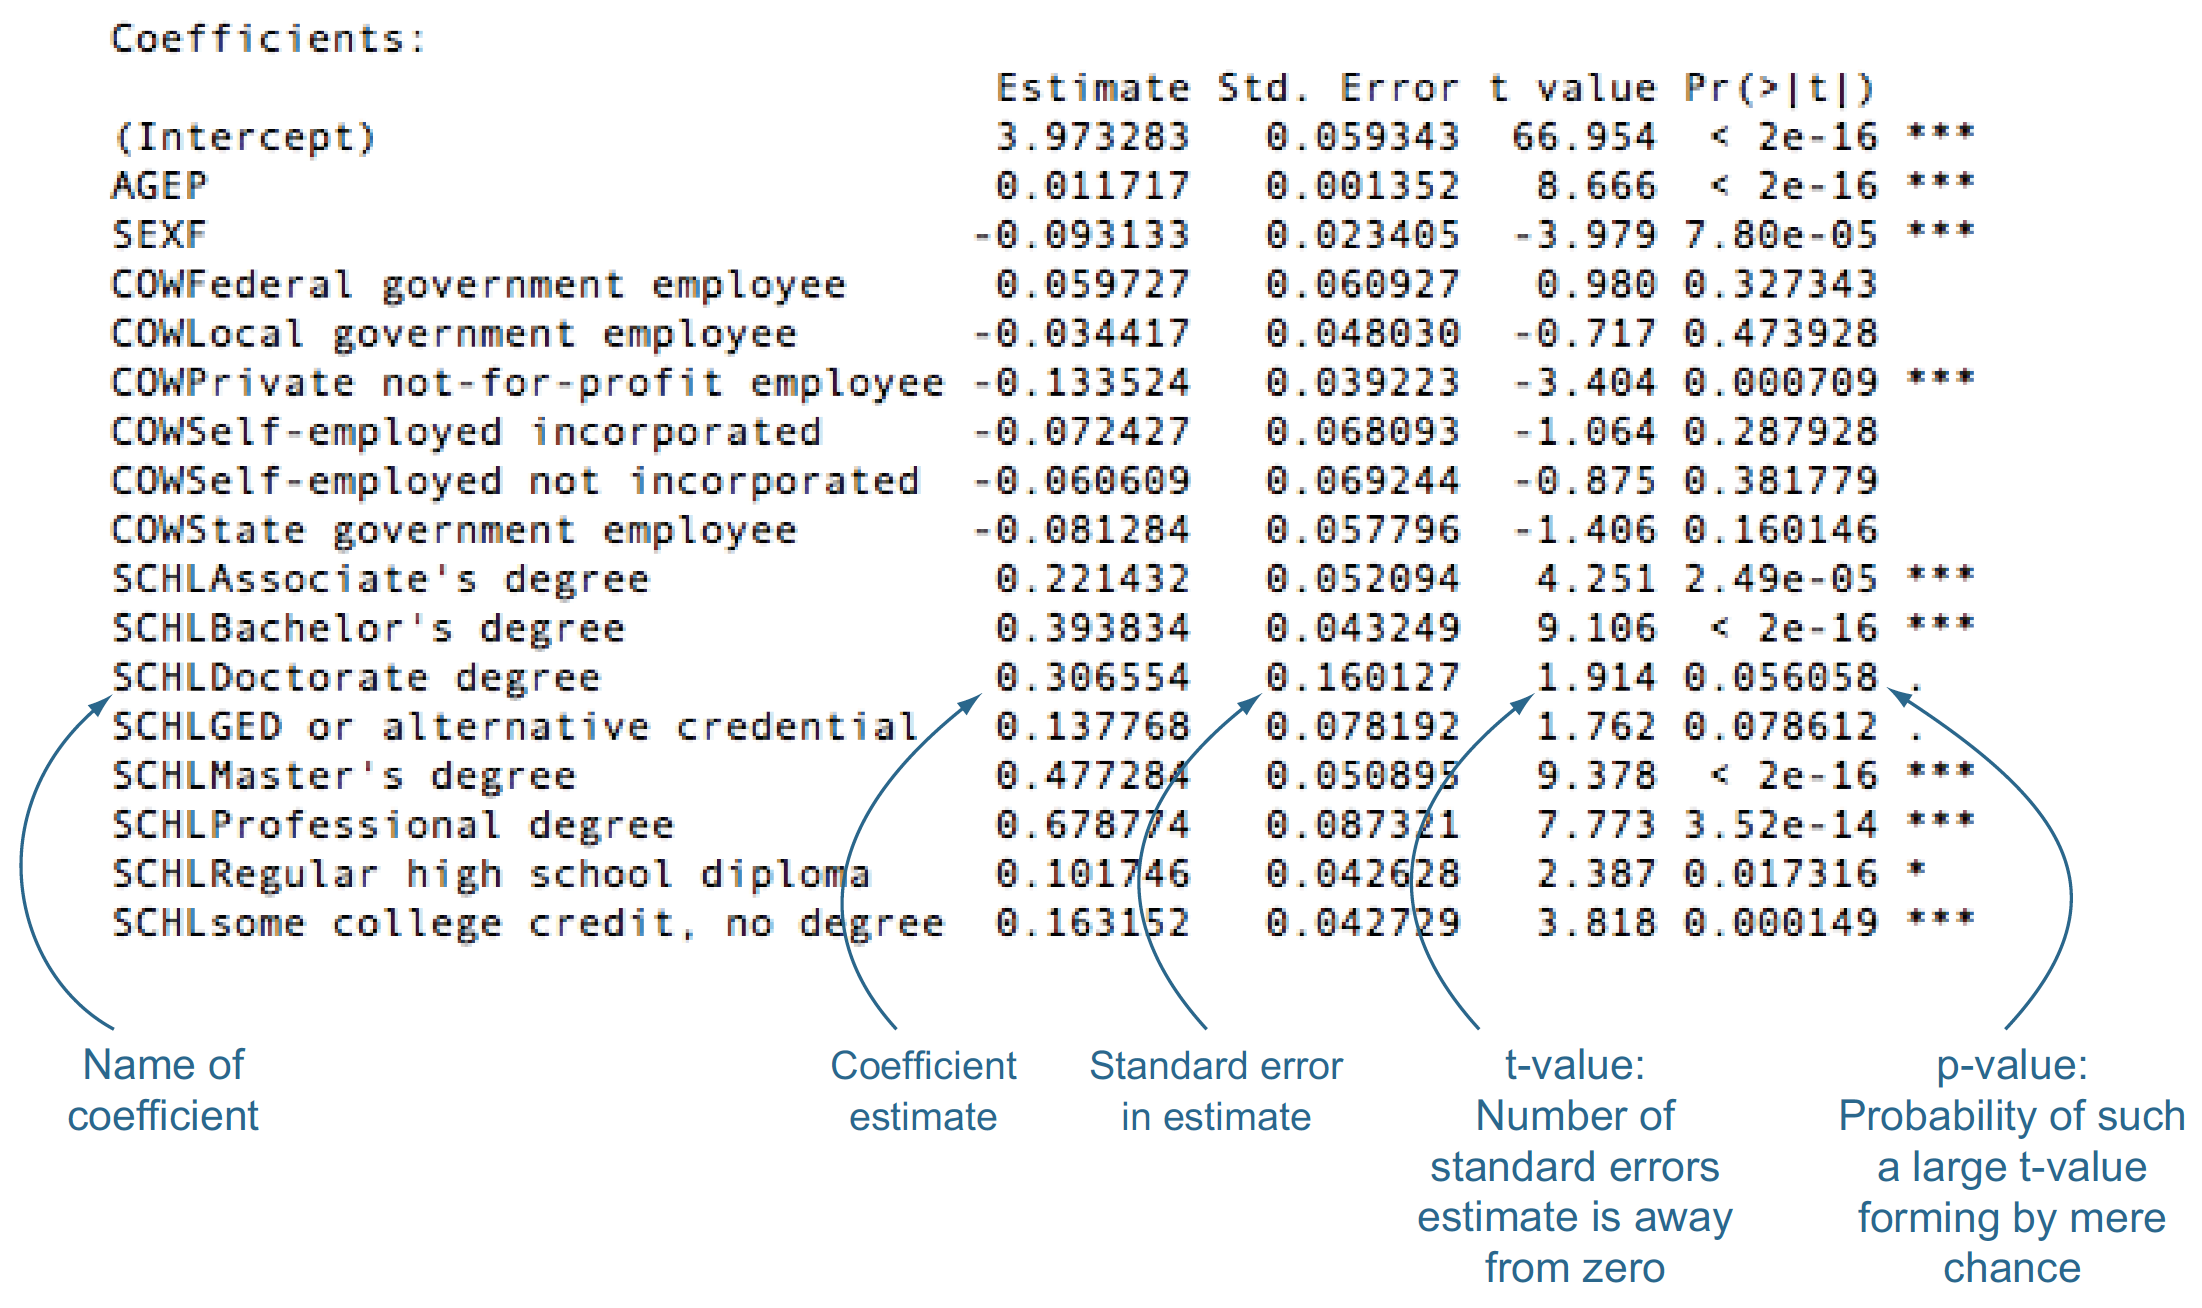 Coefficients:
Estimate Std. Error t value Pr(>|t|)
(Intercept) 3.973283 0.059343 66.954 < 2e-16 ***
AGEP 0.011717 0.001352 8.666 < 2e-16 ***
SEXF -0.093133 0.023405 -3.979 7.80e-05 ***
COWFederal government employee 0.059727 0.060927 0.980 0.327343
COWLocal government employee -0.034417 0.048030 -0.717 0.473928
COWPrivate not-for-profit employee -0.133524 0.039223 -3.404 0.000709 ***
COWSelf-employed incorporated -0.072427 0.068093 -1.064 0.287928
COWSelf-employed not incorporated -0.060609 0.069244 -0.875 0.381779
COWState government employee -0.081284 0.057796 -1.406 0.160146
SCHLAssociate's degree 0.221432 0.052094 4.251 2.49e-05 ***
SCHLBachelor's degree 0.393834 0.043249 9.106 < 2e-16 ***
SCHLDoctorate degree 0.306554 0.160127 1.914 0.056058 .
SCHLGED or alternative credential 0.137768 0.078192 1.762 0.078612 .
SCHLMaster's degree 0.477284 0.050895 9.378 < 2e-16 ***
SCHLProfessional degree 0.678774 0.087321 7.773 3.52e-14 ***
SCHLRegular high school diploma 0.101746 0.042628 2.387 0.017316 *
SCHLsome college credit, no degree 0.163152 0.042729 3.818 0.000149 ***
Name of
coefficient
Coefficient
estimate
Standard error
in estimate
t-value:
Number of
standard errors
estimate is away
from zero
p-value:
Probability of such
a large t-value
forming by mere
chance